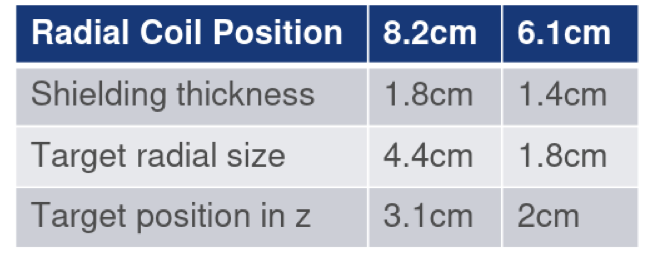 Radial Coil Position 8.2cm 6.1cm
Shielding thickness 1.8cm 1.4cm
Target radial size 4.4cm 1.8cm
Target position in z 3.1cm 2cm